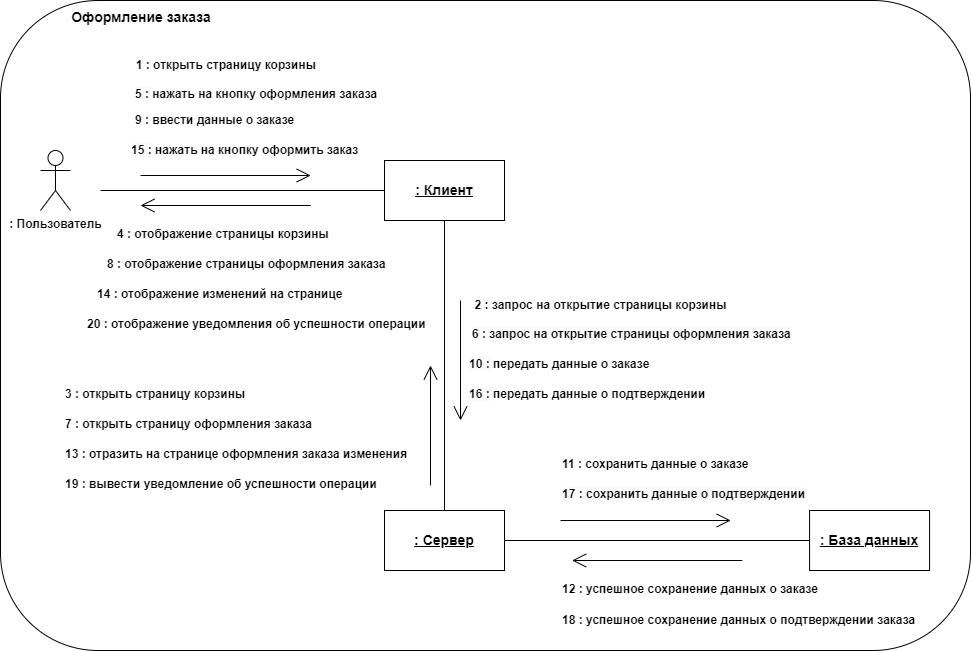 Оформление заказа
1 : открыть страницу корзины
5 : нажать на кнопку оформления заказа
9 : ввести данные о заказе
15 : нажать на кнопку оформить заказ
: Клиент
: Пользователь
4 : отображение страницы корзины
8 : отображение страницы оформления заказа
14 : отображение изменений на странице
20 : отображение уведомления об успешности операции
2 : запрос на открытие страницы корзины
6 : запрос на открытие страницы оформления заказа
10 : передать данные о заказе
16 : передать данные о подтверждении
3 : открыть страницу корзины
7 : открыть страницу оформления заказа
13 : отразить на странице оформления заказа изменения
19 : вывести уведомление об успешности операции
11 : сохранить данные о заказе
17 : сохранить данные о подтверждении
: Сервер
: База данных
12 : успешное сохранение данных о заказе
18 : успешное сохранение данных о подтверждении заказа